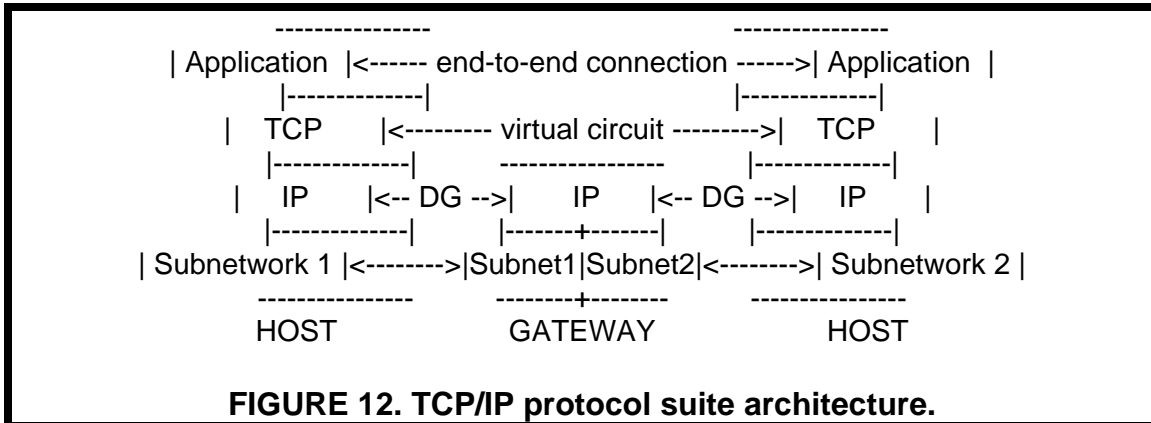 ---------------- ----------------
| Application |<------ end-to-end connection ------>| Application |
|--------------| |--------------|
| TCP |<--------- virtual circuit --------->| TCP |
|--------------| ----------------- |--------------|
| IP |<-- DG -->| IP |<-- DG -->| IP |
|--------------| |-------+-------| |--------------|
| Subnetwork 1 |<-------->|Subnet1|Subnet2|<-------->| Subnetwork 2 |
---------------- --------+-------- ----------------
HOST GATEWAY HOST
FIGURE 12. TCP/IP protocol suite architecture.